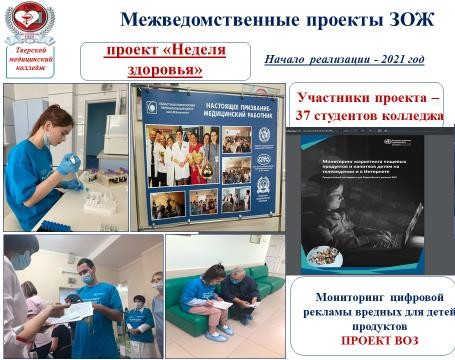 Межведомственные проекты ЗОЖ
Тверской
медицинский
колледж
проект «Неделя
здоровья»
Начало реализации - 2021 год
НАСТОЯЩЕЕ ПРИЗВАНИЕ-
МЕДИЦИНСКИЙ РАБОТНИК
Участники проекта –
37 студентов колледжа
Мониторинг маркетинга пищевых
продуктов и напитков детям на
телевидении и в Интернете
Мониторинг цифровой
рекламы вредных для детей
продуктов
ПРОЕКТ ВОЗ